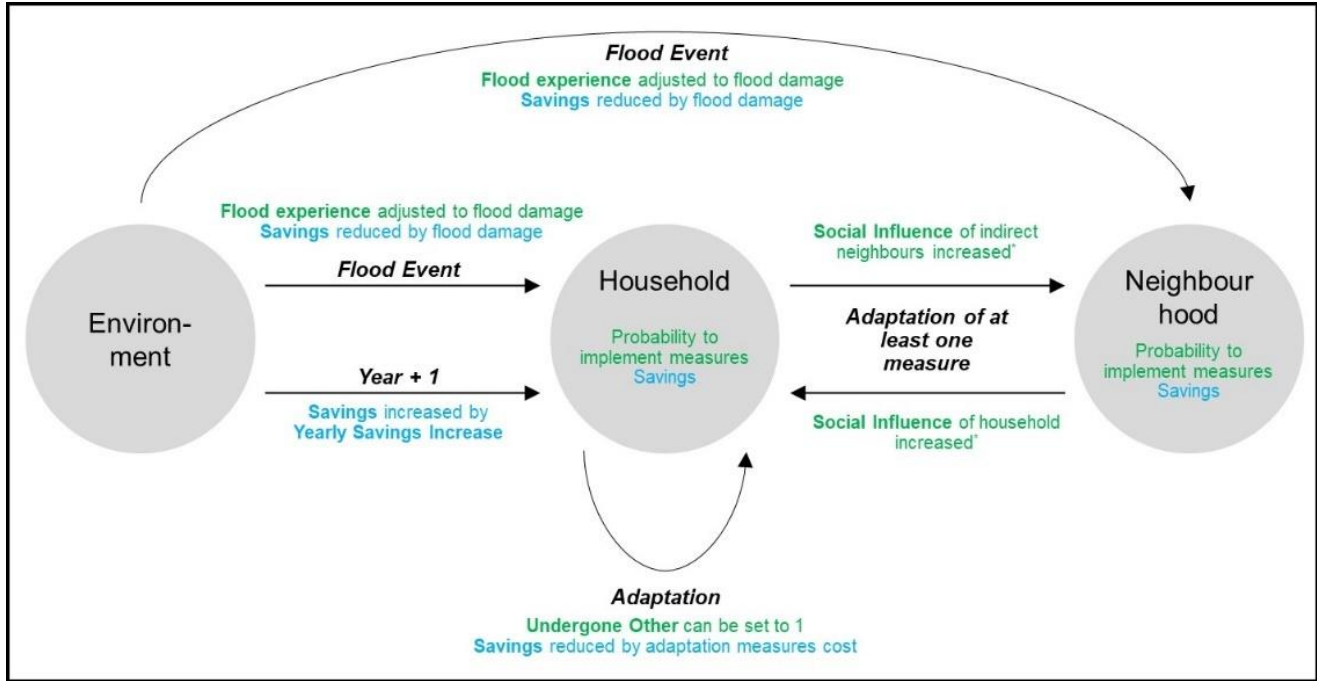 Flood Event
Flood experience adjusted to flood damage
Savings reduced by flood damage
Flood experience adjusted to flood damage
Savings reduced by flood damage
Flood Event
Environ-
ment
Year + 1
Savings increased by
Yearly Savings Increase
Household
Probability to
implement measures
Savings
Social Influence of indirect
neighbours increased*
Adaptation of at
least one
measure
Social Influence of household
increased*
Neighbour
hood
Probability to
implement measures
Savings
Adaptation
Undergone Other can be set to 1
Savings reduced by adaptation measures cost